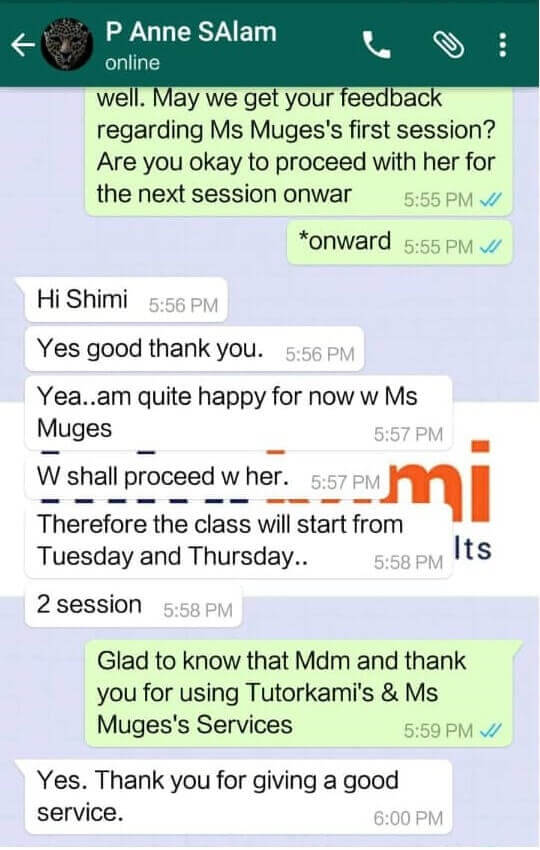 P Anne SAlam
online
well. May we get your feedback
regarding Ms Muges's first session?
Are you okay to proceed with her for
the next session onwar 5:55 PM
*onward 5:55 PM
Hi Shimi 5:56 PM
Yes good thank you. 5:56 PM
Yea..am quite happy for now w Ms
Muges 5:57 PM
W shall proceed w her. 5:57 PM
mi
Therefore the class will start from
Tuesday and Thursday.. 5:58 PM
lts
2 session 5:58 PM
Glad to know that Mdm and thank
you for using Tutorkami's & Ms
Muges's Services 5:59 PM
Yes. Thank you for giving a good
service. 6:00 PM